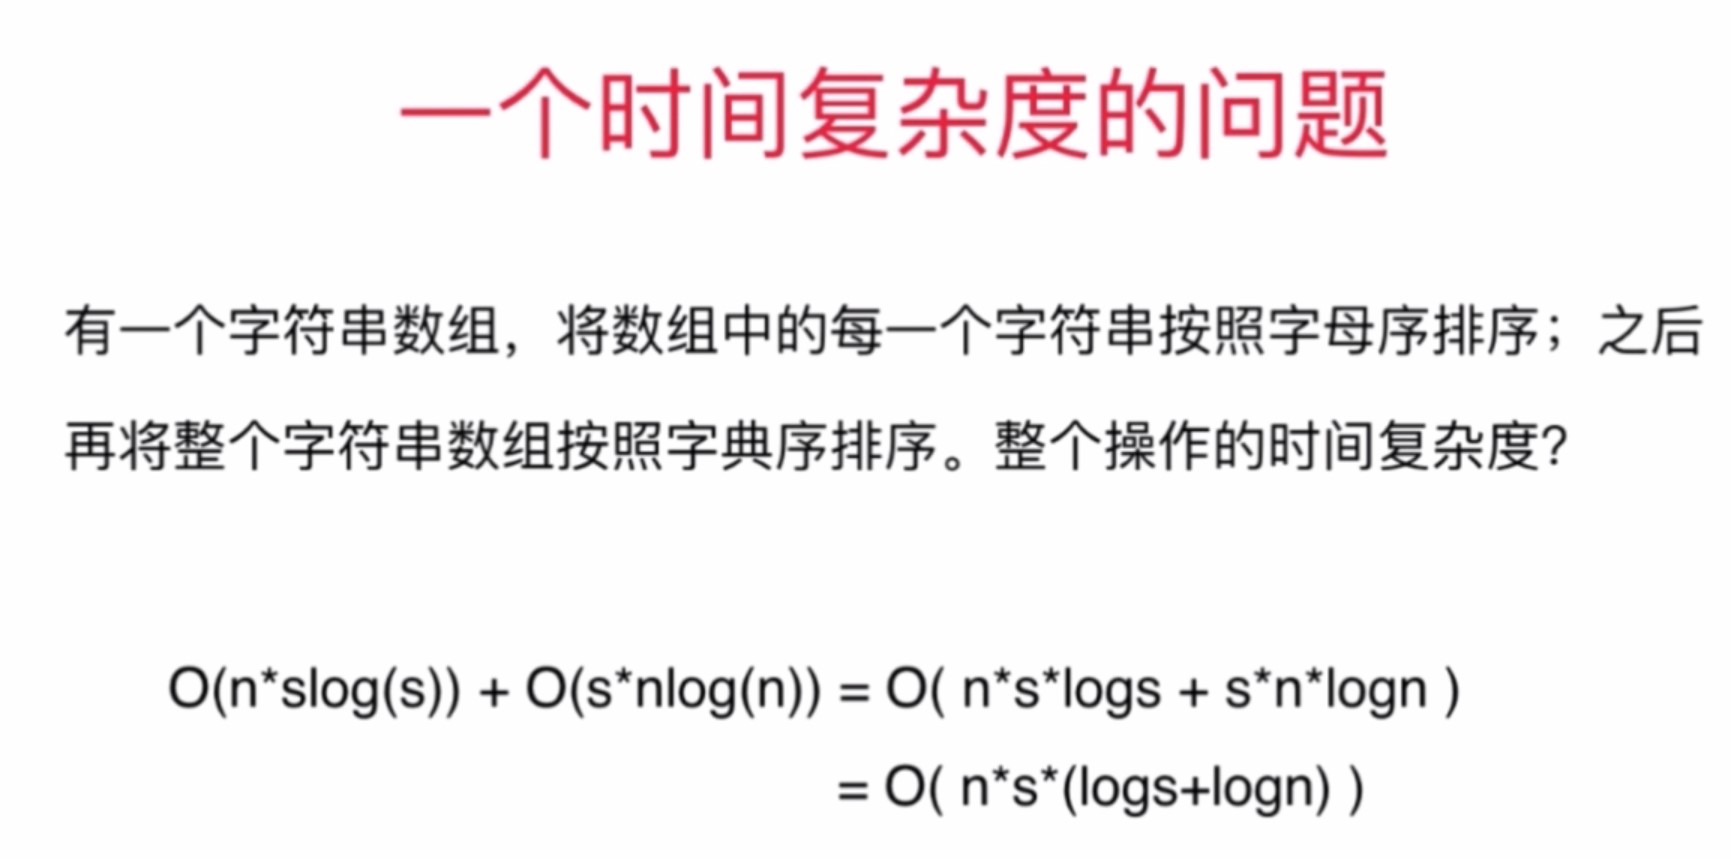 一个时间复杂度的问题
有一个字符串数组，将数组中的每一个字符串按照字母序排序；之后
再将整个字符串数组按照字典序排序。整个操作的时间复杂度？
O(n*slog(s)) + O(s*nlog(n)) = O( n*s*logs + s*n*logn )
= O( n*s*(logs+logn) )